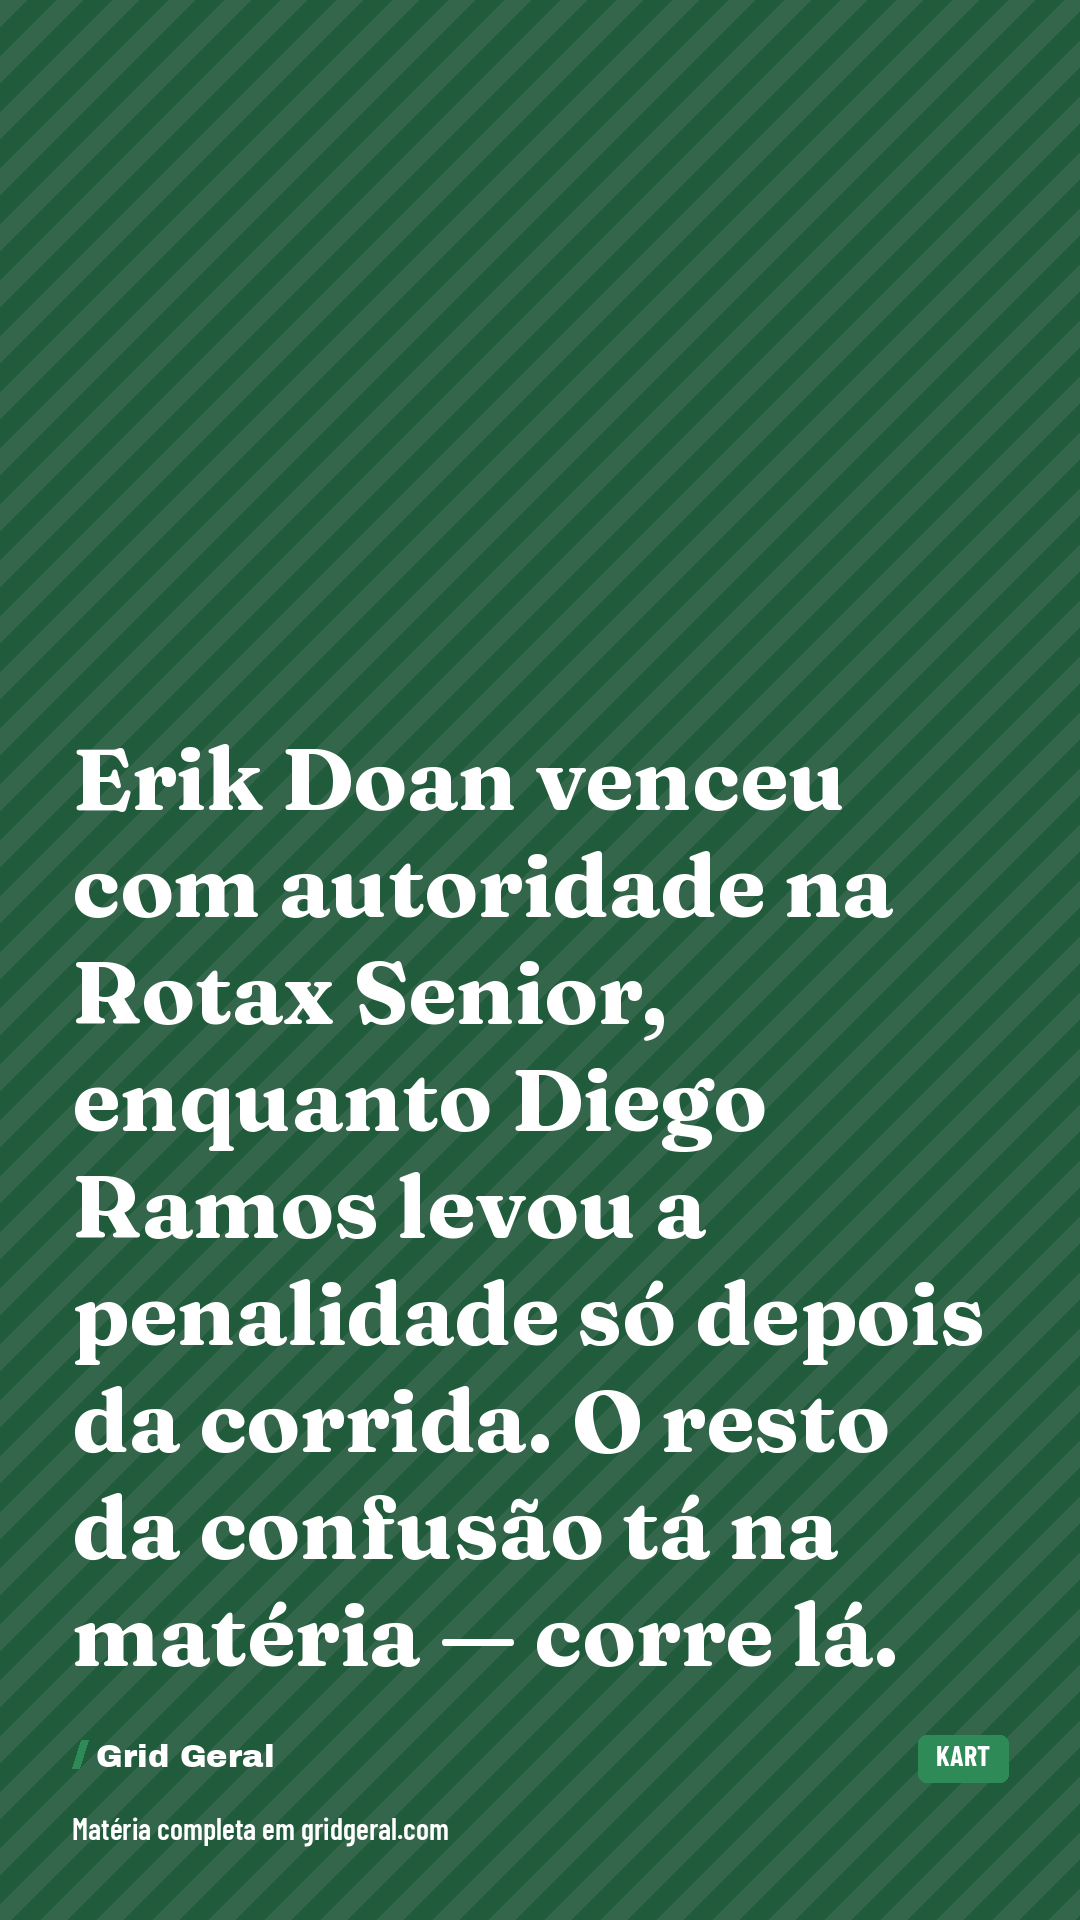 Erik Doan venceu
com autoridade na
Rotax Senior,
enquanto Diego
Ramos levou a
penalidade só depois
da corrida. O resto
da confusão tá na
matéria — corre lá.
/ Grid Geral
KART
Matéria completa em gridgeral.com